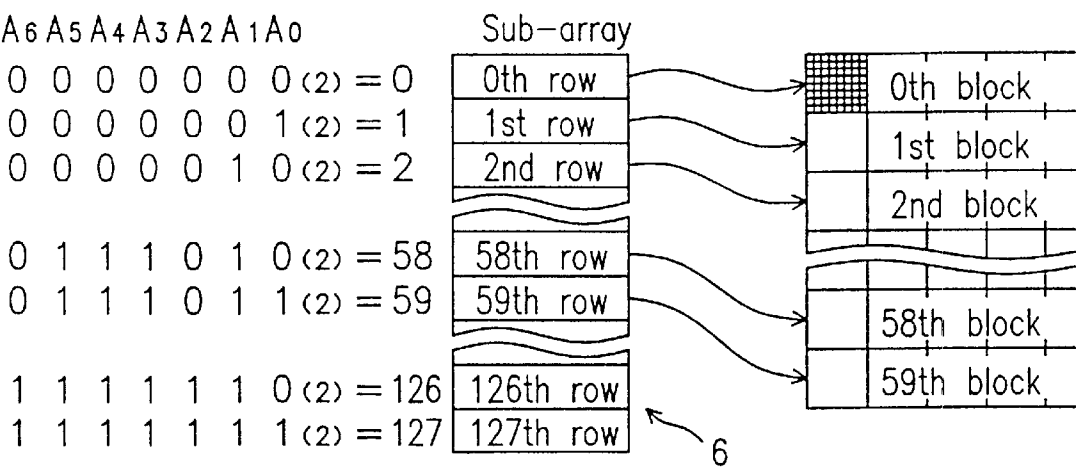 A6 A5 A4 A3 A2 A1 A0 Sub-array
0 0 0 0 0 0 0 (2) = 0 0th row 0th block
0 0 0 0 0 0 1 (2) = 1 1st row 1st block
0 0 0 0 0 1 0 (2) = 2 2nd row 2nd block
0 1 1 1 0 1 0 (2) = 58 58th row 58th block
0 1 1 1 0 1 1 (2) = 59 59th row 59th block
1 1 1 1 1 1 0 (2) = 126 126th row
1 1 1 1 1 1 1 (2) = 127 127th row
6